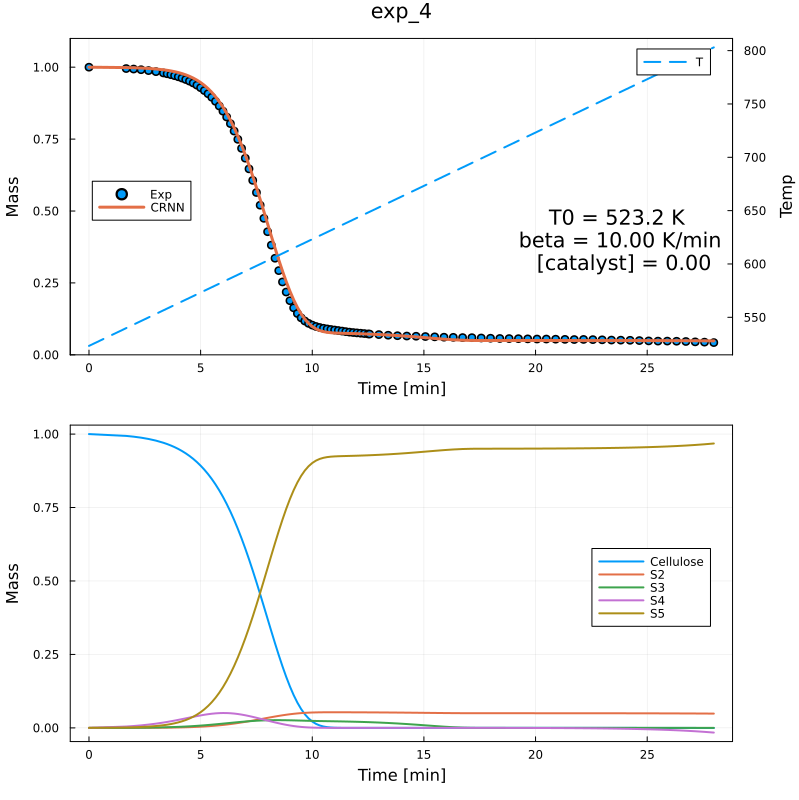 exp_4
1.00
0.75
0.50
0.25
0.00
Mass
800
750
700
650
600
550
Temp
T
Exp
CRNN
T0 = 523.2 K
beta = 10.00 K/min
[catalyst] = 0.00
0 5 10 15 20 25
Time [min]
1.00
0.75
0.50
0.25
0.00
Mass
Cellulose
S2
S3
S4
S5
0 5 10 15 20 25
Time [min]